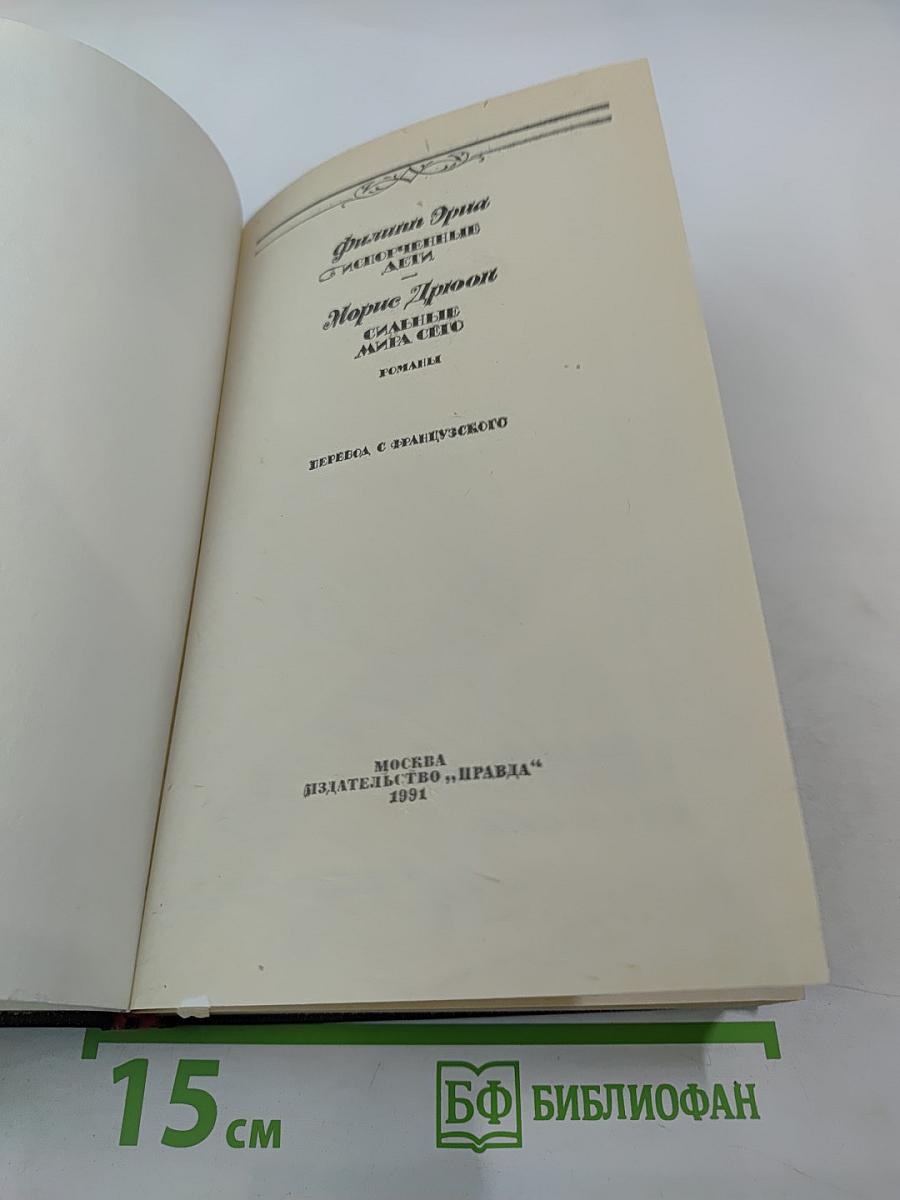 Филипп Эриа
ИСПОРЧЕННЫЕ
ДЕТИ
Морис Дрюон
СИЛЬНЫЕ
МИРА СЕГО
РОМАНЫ
ПЕРЕВОД С ФРАНЦУЗСКОГО
МОСКВА
ИЗДАТЕЛЬСТВО „ПРАВДА“
1991
15 см
БФ БИБЛИОФАН